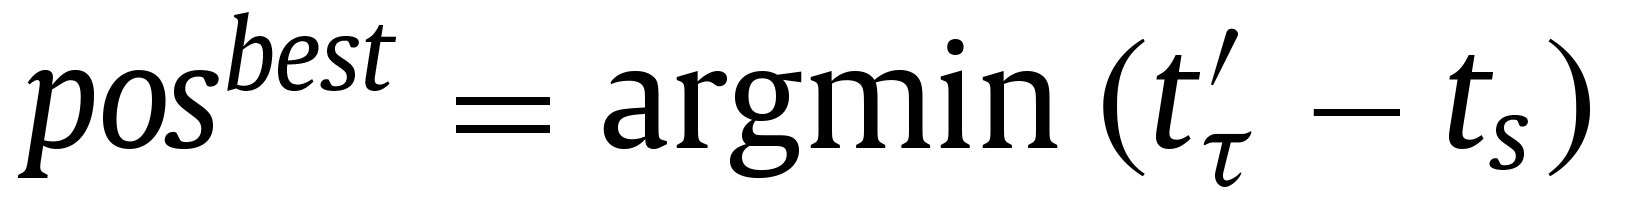 pos^{best} = argmin (t'_τ − t_s)